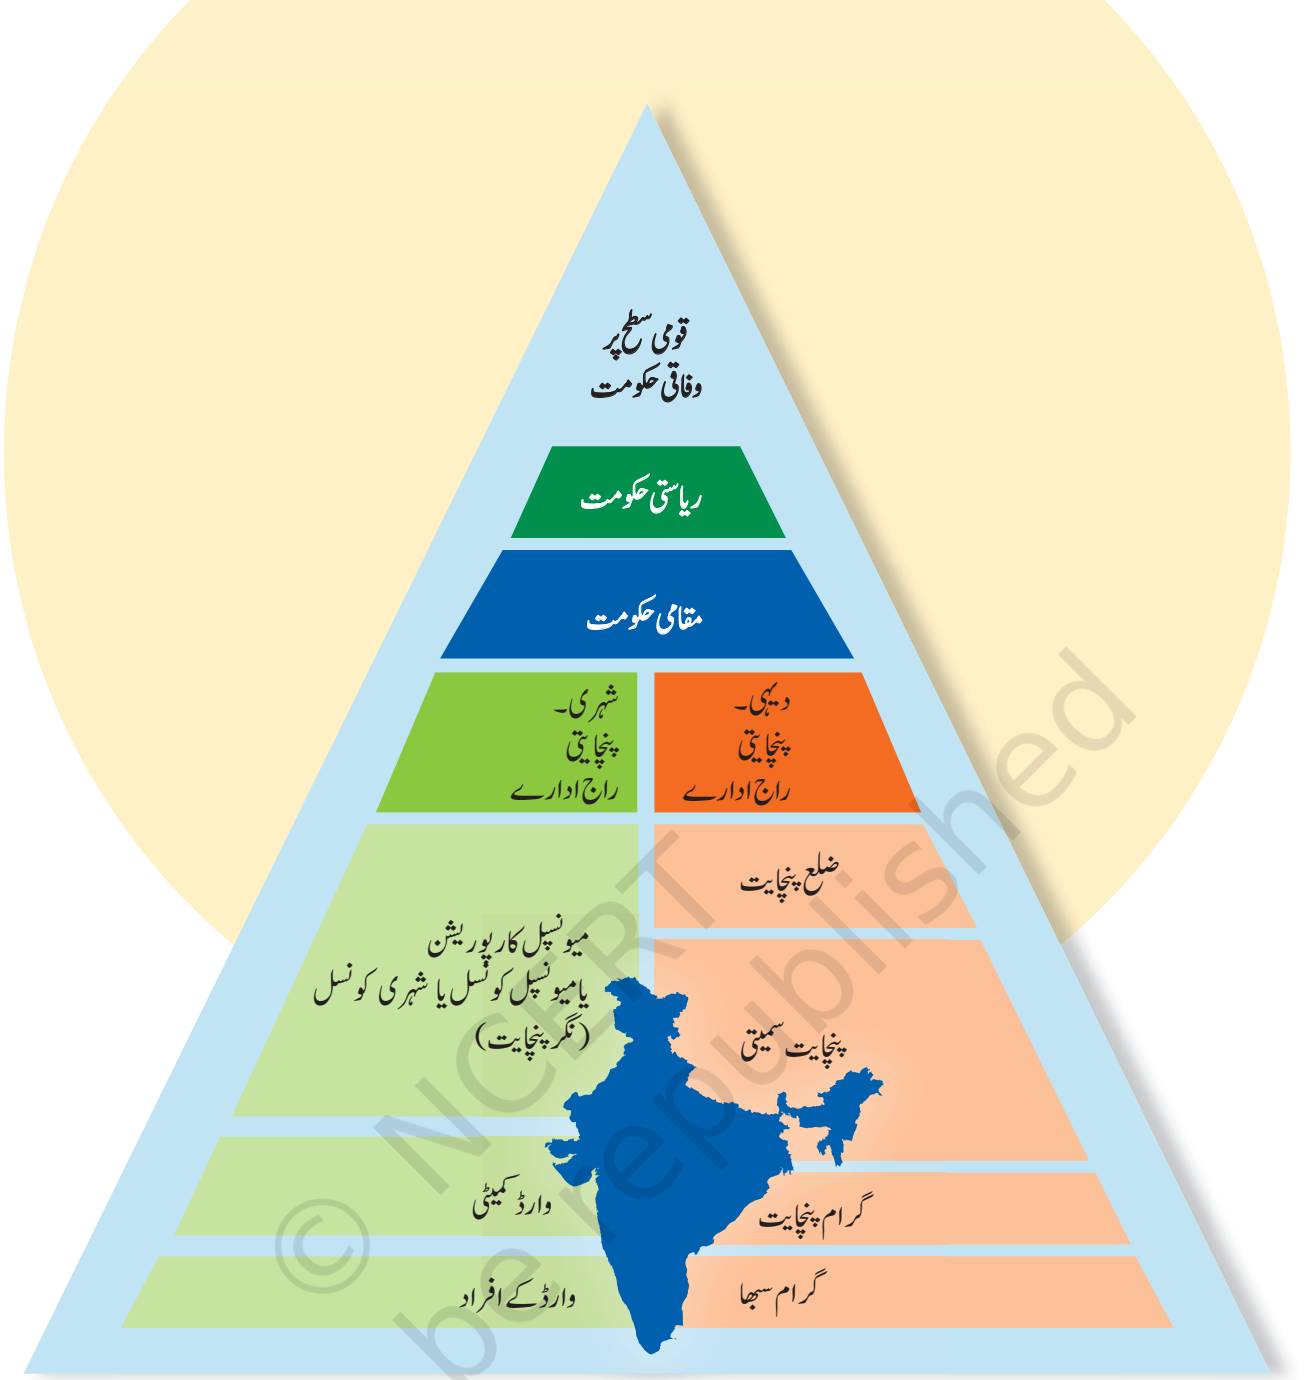 قومی سطح پر
وفاقی حکومت
ریاستی حکومت
مقامی حکومت
دیہی۔
پنچایتی
راج ادارے
شہری۔
پنچایتی
راج ادارے
ضلع پنچایت
میونسپل کارپوریشن
یا میونسپل کونسل یا شہری کونسل
(نگر پنچایت)
پنچایت سمیتی
وارڈ کمیٹی
گرام پنچایت
وارڈ کے افراد
گرام سبھا
© NCERT
be republished